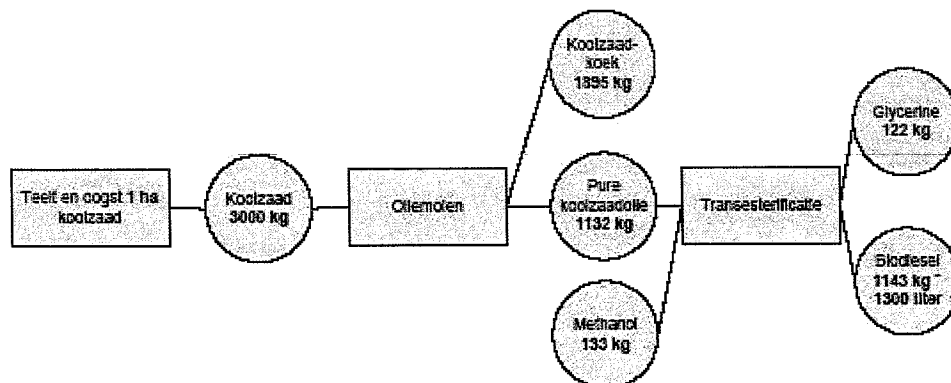 Teelt en oogst 1 ha
koolzaad
Koolzaad
3000 kg
Oliemolen
Koolzaad-
koek
1895 kg
Pure
koolzaadolie
1132 kg
Methanol
133 kg
Transesterificatie
Glycerine
122 kg
Biodiesel
1143 kg ~
1300 liter